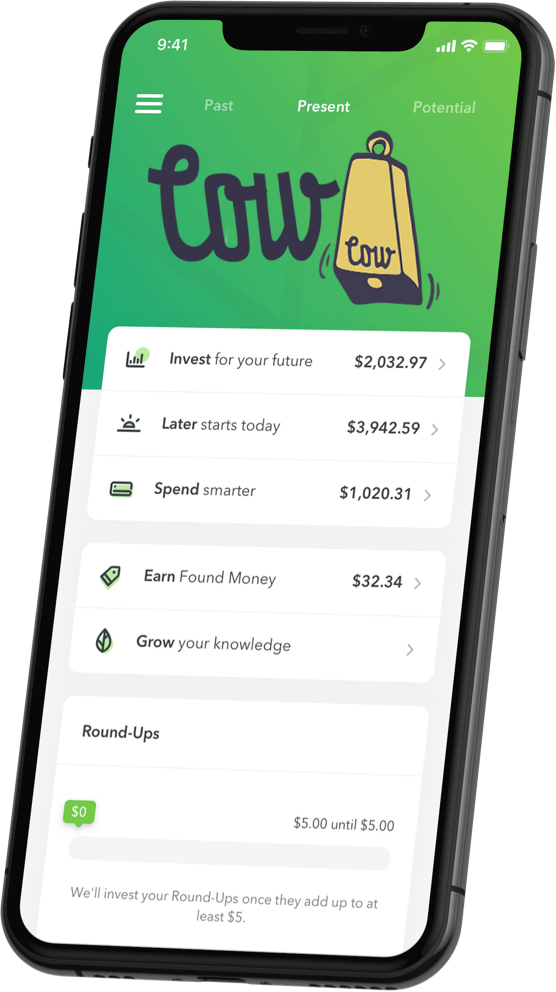 9:41
Past
Present
Potential
Cow
Cow
Invest for your future $2,032.97
Later starts today $3,942.59
Spend smarter $1,020.31
Earn Found Money $32.34
Grow your knowledge
Round-Ups
$0
$5.00 until $5.00
We'll invest your Round-Ups once they add up to at
least $5.